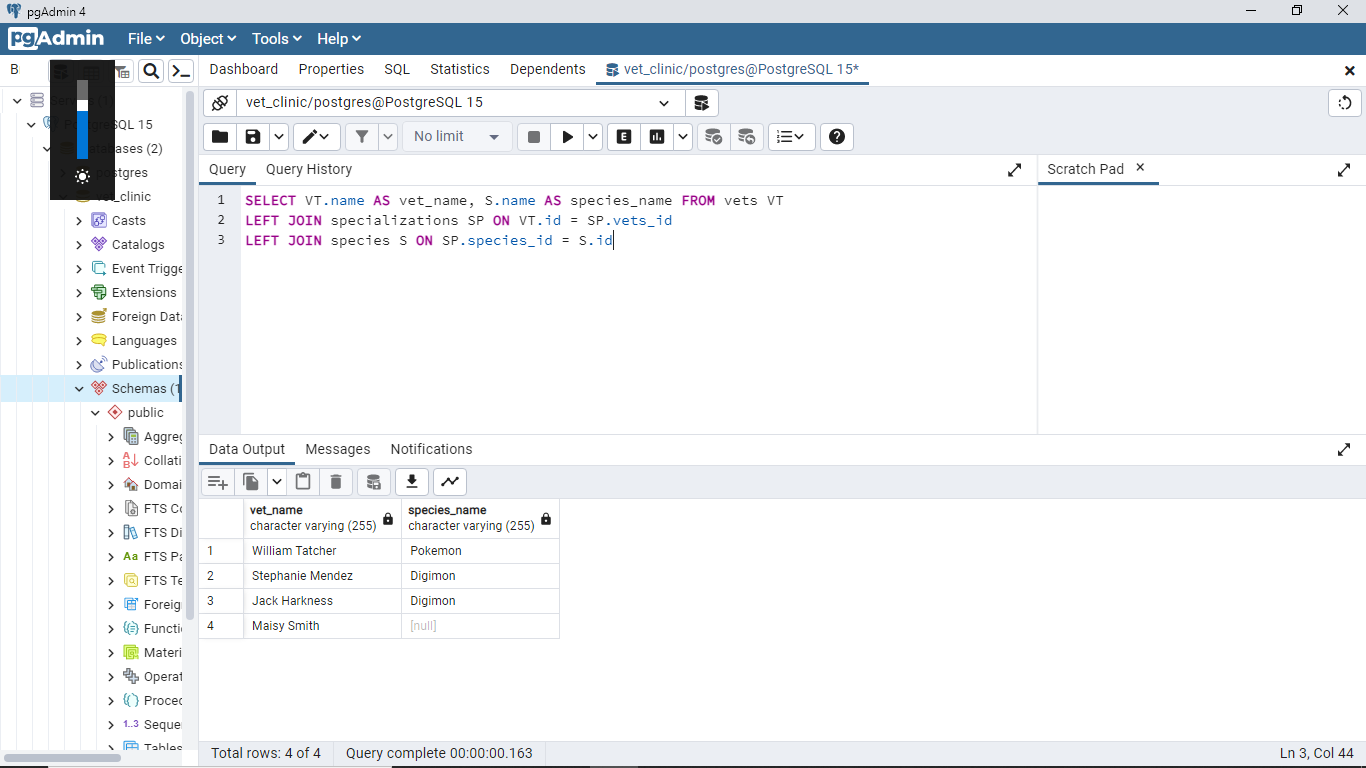 pgAdmin 4
pgAdmin File Object Tools Help
B
Dashboard Properties SQL Statistics Dependents vet_clinic/postgres@PostgreSQL 15*
vet_clinic/postgres@PostgreSQL 15
No limit
E
Query Query History
Scratch Pad
1 SELECT VT.name AS vet_name, S.name AS species_name FROM vets VT
2 LEFT JOIN specializations SP ON VT.id = SP.vets_id
3 LEFT JOIN species S ON SP.species_id = S.id
SQL 15
(2)
postgres
clinic
Casts
Catalogs
Event Trigge
Extensions
Foreign Data
Languages
Publications
Schemas (1
public
Aggreg
Collati
Domai
FTS Co
FTS Di
Aa FTS Pa
FTS Te
Foreig
Functi
Materi
Operat
Proced
1..3 Seque
Tables
Data Output Messages Notifications
vet_name
character varying (255)
species_name
character varying (255)
1 William Tatcher Pokemon
2 Stephanie Mendez Digimon
3 Jack Harkness Digimon
4 Maisy Smith [null]
Total rows: 4 of 4 Query complete 00:00:00.163 Ln 3, Col 44